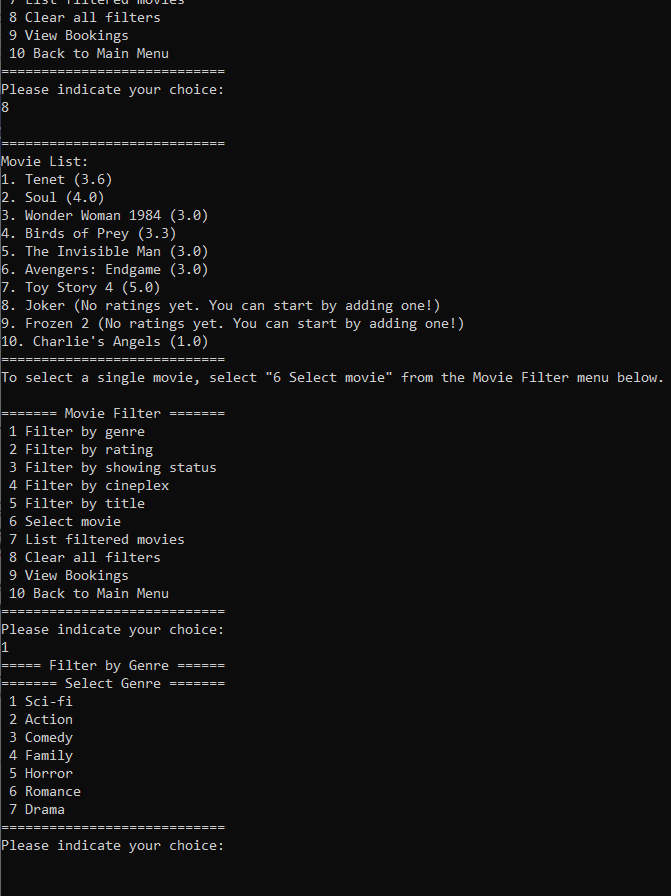 7 List filtered movies
8 Clear all filters
9 View Bookings
10 Back to Main Menu
============================
Please indicate your choice:
8
============================
Movie List:
1. Tenet (3.6)
2. Soul (4.0)
3. Wonder Woman 1984 (3.0)
4. Birds of Prey (3.3)
5. The Invisible Man (3.0)
6. Avengers: Endgame (3.0)
7. Toy Story 4 (5.0)
8. Joker (No ratings yet. You can start by adding one!)
9. Frozen 2 (No ratings yet. You can start by adding one!)
10. Charlie's Angels (1.0)
============================
To select a single movie, select "6 Select movie" from the Movie Filter menu below.
======= Movie Filter =======
1 Filter by genre
2 Filter by rating
3 Filter by showing status
4 Filter by cineplex
5 Filter by title
6 Select movie
7 List filtered movies
8 Clear all filters
9 View Bookings
10 Back to Main Menu
============================
Please indicate your choice:
1
===== Filter by Genre ======
======= Select Genre =======
1 Sci-fi
2 Action
3 Comedy
4 Family
5 Horror
6 Romance
7 Drama
============================
Please indicate your choice: